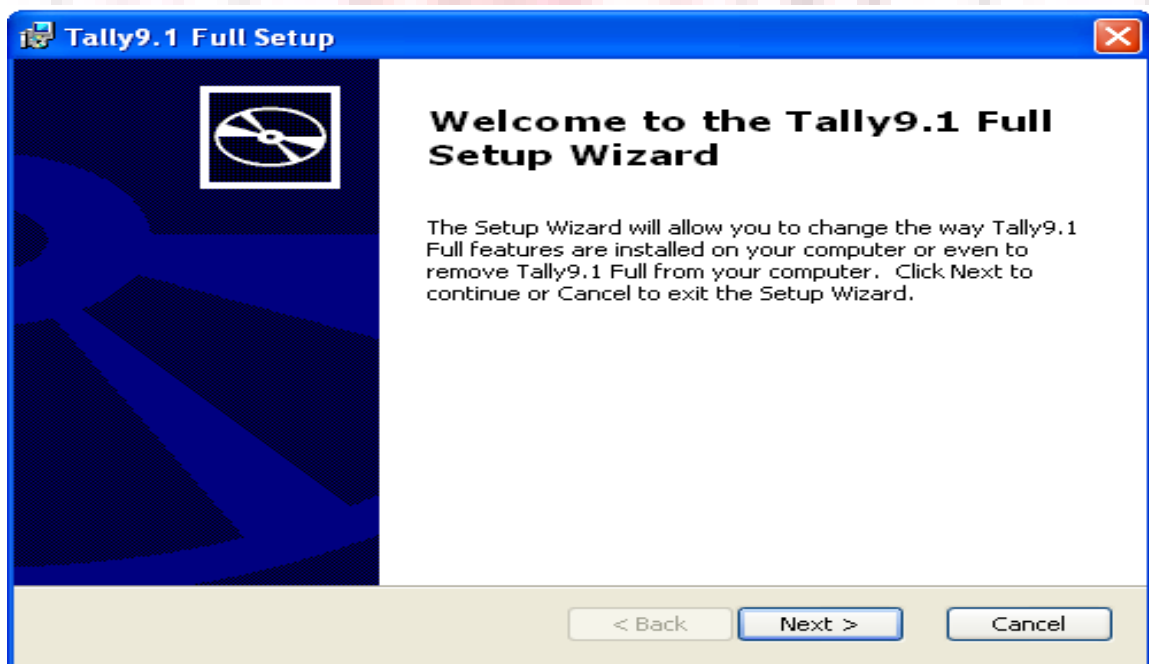 Tally9.1 Full Setup
Welcome to the Tally9.1 Full
Setup Wizard
The Setup Wizard will allow you to change the way Tally9.1
Full features are installed on your computer or even to
remove Tally9.1 Full from your computer. Click Next to
continue or Cancel to exit the Setup Wizard.
< Back Next > Cancel